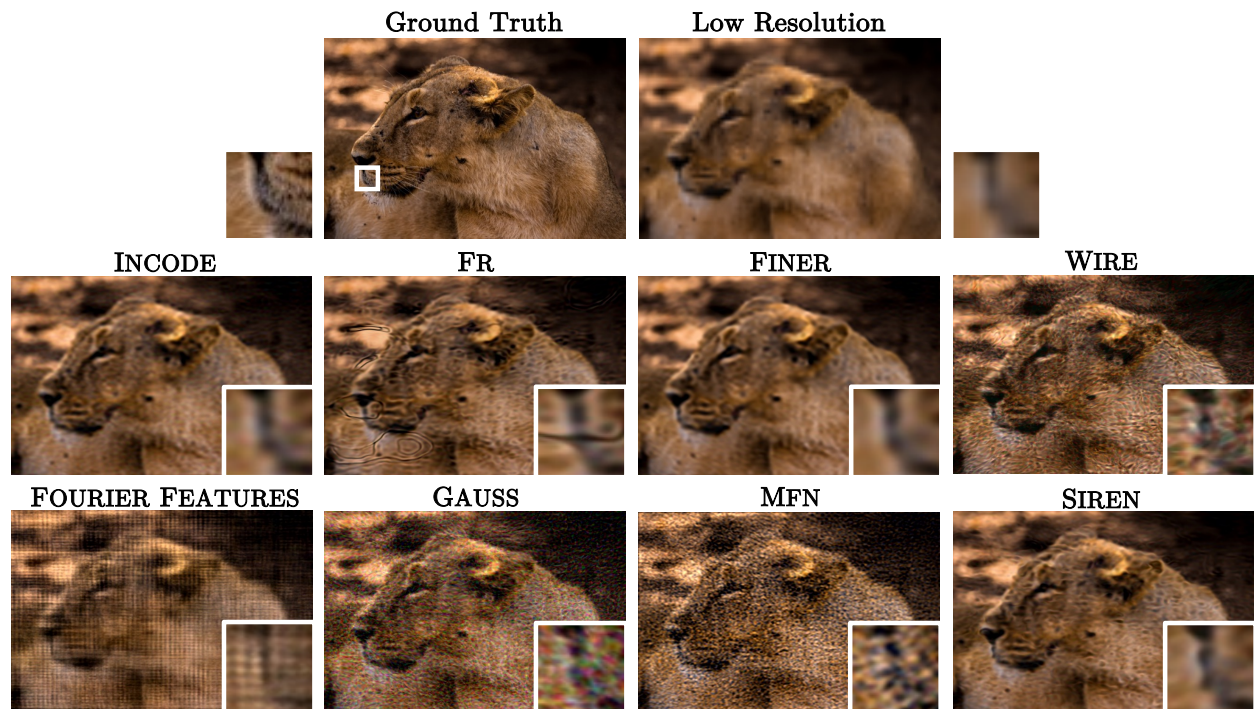 Ground Truth
Low Resolution
INCODE
FR
FINER
WIRE
FOURIER FEATURES
GAUSS
MFN
SIREN